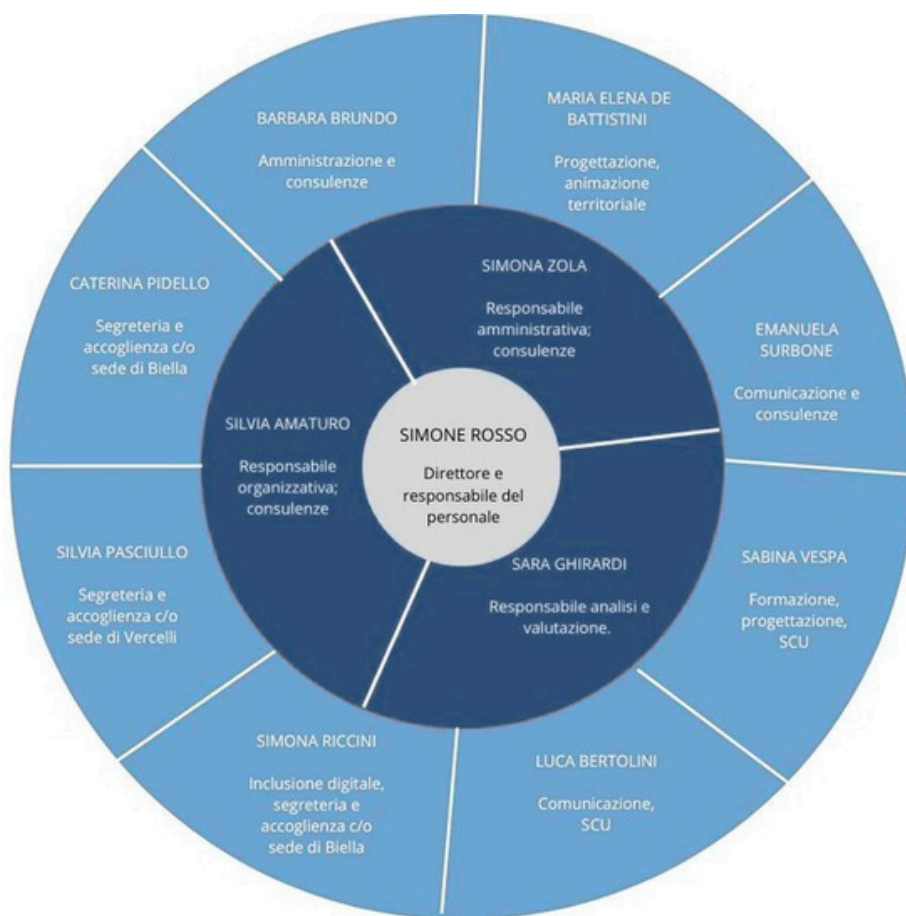 BARBARA BRUNDO
Amministrazione e
consulenze
MARIA ELENA DE
BATTISTINI
Progettazione,
animazione
territoriale
CATERINA PIDELLO
Segreteria e
accoglienza c/o
sede di Biella
SIMONA ZOLA
Responsabile
amministrativa;
consulenze
EMANUELA
SURBONE
Comunicazione e
consulenze
SILVIA AMATURO
Responsabile
organizzativa;
consulenze
SIMONE ROSSO
Direttore e
responsabile del
personale
SILVIA PASCIULLO
Segreteria e
accoglienza c/o
sede di Vercelli
SARA GHIRARDI
Responsabile analisi e
valutazione.
SABINA VESPA
Formazione,
progettazione,
SCU
SIMONA RICCINI
Inclusione digitale,
segreteria e
accoglienza c/o
sede di Biella
LUCA BERTOLINI
Comunicazione,
SCU